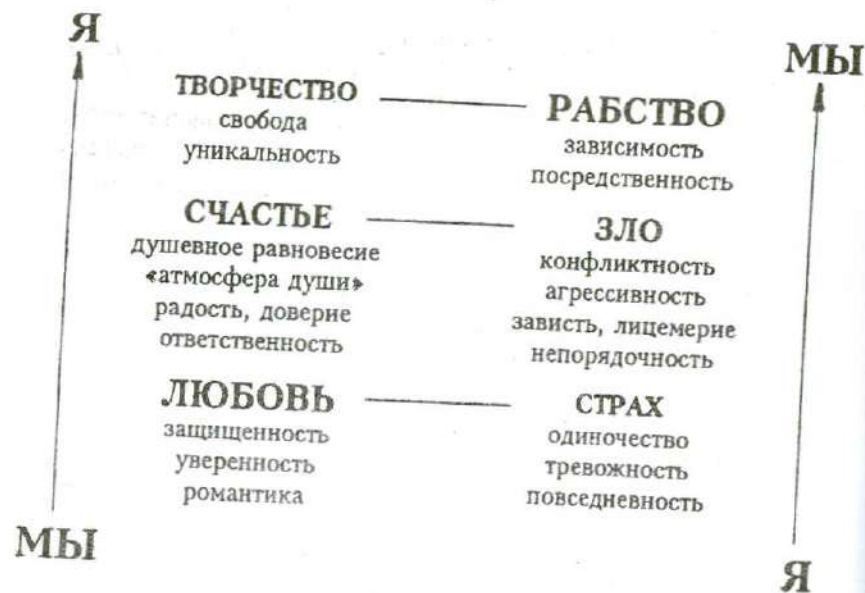 Я
МЫ
ТВОРЧЕСТВО
свобода
уникальность
РАБСТВО
зависимость
посредственность
СЧАСТЬЕ
душевное равновесие
«атмосфера души»
радость, доверие
ответственность
ЗЛО
конфликтность
агрессивность
зависть, лицемерие
непорядочность
ЛЮБОВЬ
защищенность
уверенность
романтика
СТРАХ
одиночество
тревожность
повседневность
МЫ
Я